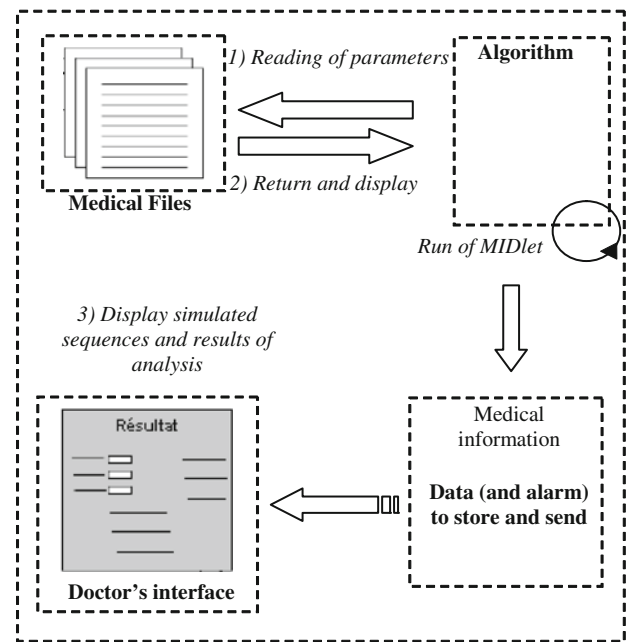 1) Reading of parameters
Algorithm
2) Return and display
Medical Files
Run of MIDlet
3) Display simulated
sequences and results of
analysis
Medical
information
Data (and alarm)
to store and send
Résultat
Doctor's interface